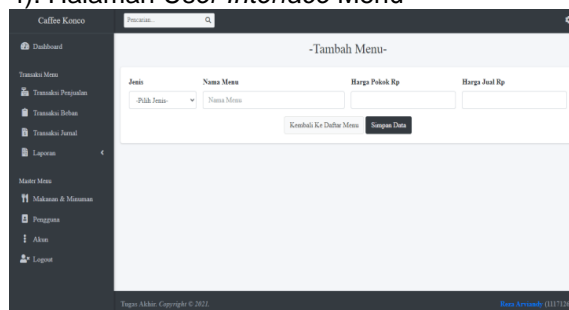 4). Halaman User Interface Menu
Caffee Konco
Pencarian...
Dashboard
-Tambah Menu-
Transaksi Menu
Transaksi Penjualan
Transaksi Beban
Transaksi Jurnal
Laporan
Master Menu
Makanan & Minuman
Pengguna
Akun
Logout
Jenis Nama Menu Harga Pokok Rp Harga Jual Rp
-Pilih Jenis- Nama Menu
Kembali Ke Daftar Menu Simpan Data
Tugas Akhir. Copyright © 2021.